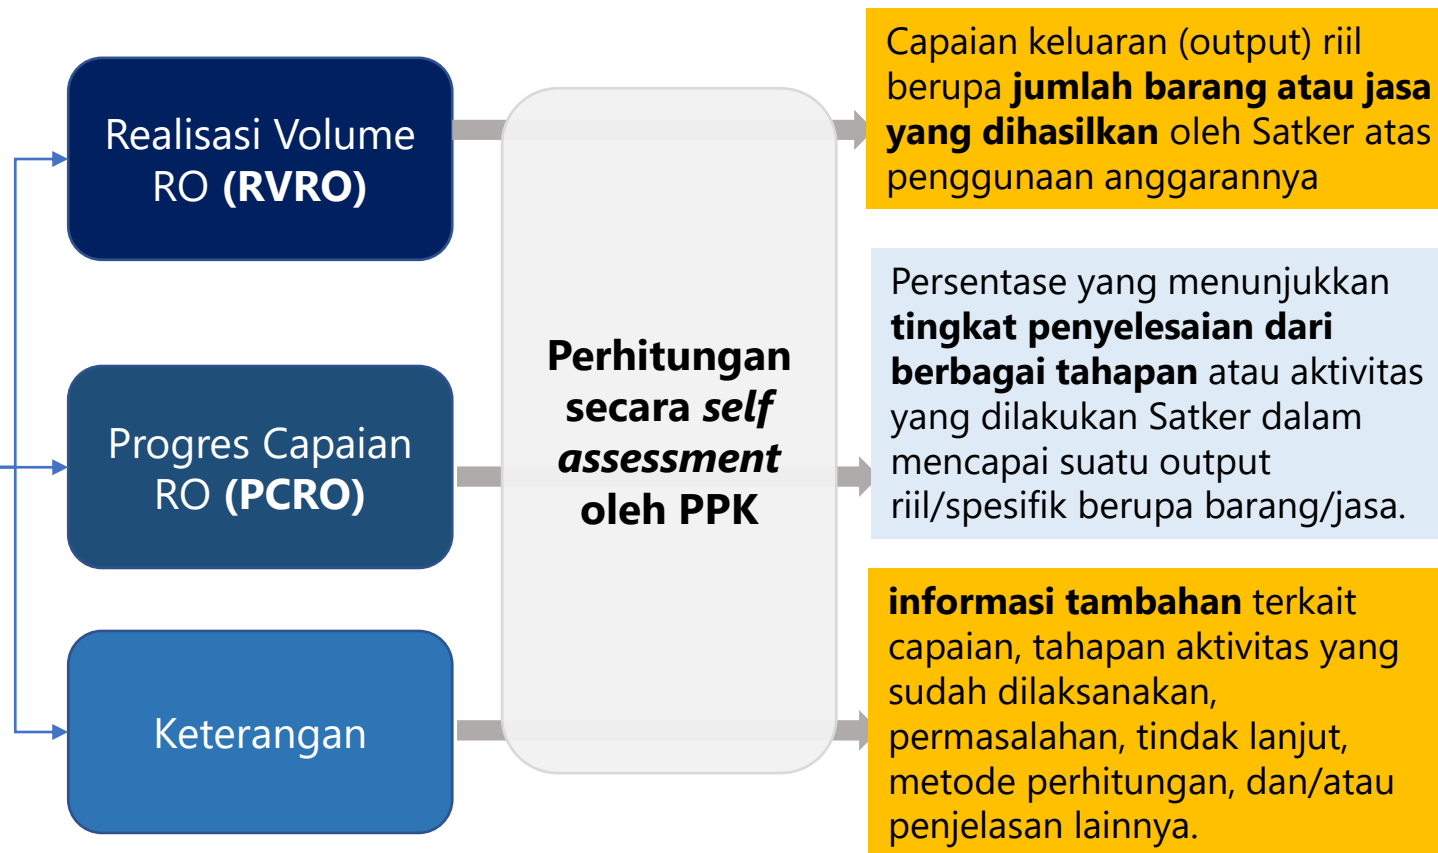 Realisasi Volume
RO (RVRO)
Capaian keluaran (output) riil
berupa jumlah barang atau jasa
yang dihasilkan oleh Satker atas
penggunaan anggarannya
Perhitungan
secara self
assessment
oleh PPK
Progres Capaian
RO (PCRO)
Persentase yang menunjukkan
tingkat penyelesaian dari
berbagai tahapan atau aktivitas
yang dilakukan Satker dalam
mencapai suatu output
riil/spesifik berupa barang/jasa.
Keterangan
informasi tambahan terkait
capaian, tahapan aktivitas yang
sudah dilaksanakan,
permasalahan, tindak lanjut,
metode perhitungan, dan/atau
penjelasan lainnya.